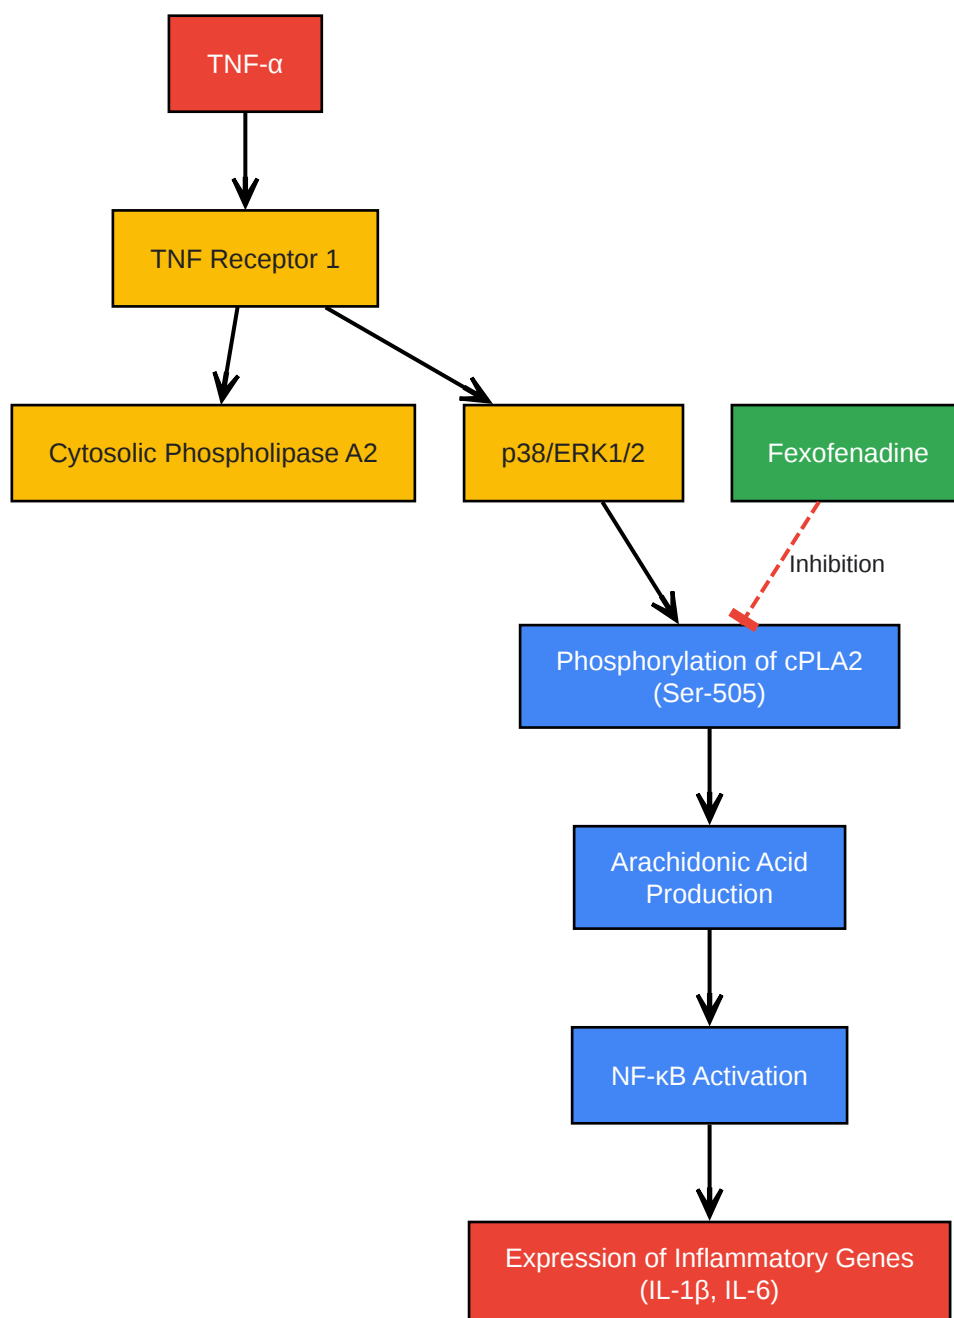 TNF-α
TNF Receptor 1
Cytosolic Phospholipase A2
p38/ERK1/2
Fexofenadine
Inhibition
Phosphorylation of cPLA2
(Ser-505)
Arachidonic Acid
Production
NF-κB Activation
Expression of Inflammatory Genes
(IL-1β, IL-6)